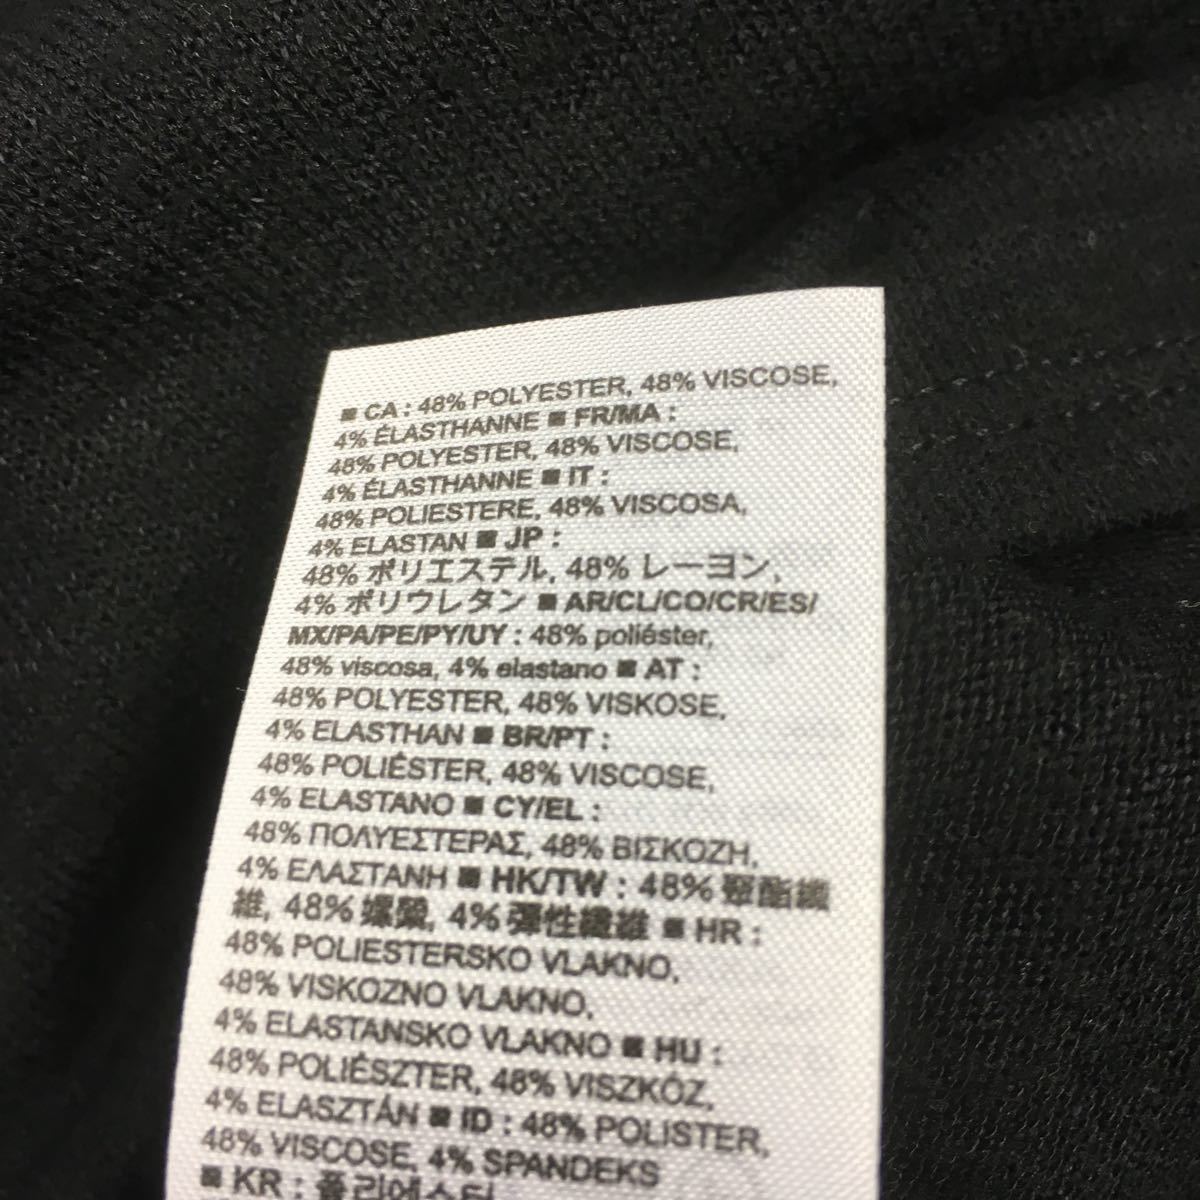 ■ CA : 48% POLYESTER, 48% VISCOSE,
4% ÉLASTHANNE ■ FR/MA :
48% POLYESTER, 48% VISCOSE,
4% ÉLASTHANNE ■ IT :
48% POLIESTERE, 48% VISCOSA,
4% ELASTAN ■ JP :
48% ポリエステル, 48% レーヨン,
4% ポリウレタン ■ AR/CL/CO/CR/ES/
MX/PA/PE/PY/UY : 48% poliéster,
48% viscosa, 4% elastano ■ AT :
48% POLYESTER, 48% VISKOSE,
4% ELASTHAN ■ BR/PT :
48% POLIÉSTER, 48% VISCOSE,
4% ELASTANO ■ CY/EL :
48% ΠΟΛΥΕΣΤΕΡΑΣ, 48% ΒΙΣΚΟΖΗ,
4% ΕΛΑΣΤΑΝΗ ■ HK/TW : 48% 聚酯纖
維, 48% 嫘縈, 4% 彈性纖維 ■ HR :
48% POLIESTERSKO VLAKNO,
48% VISKOZNO VLAKNO,
4% ELASTANSKO VLAKNO ■ HU :
48% POLIÉSZTER, 48% VISZKÓZ,
4% ELASZTÁN ■ ID : 48% POLISTER,
48% VISCOSE, 4% SPANDEKS
■ KR : 폴리에스터